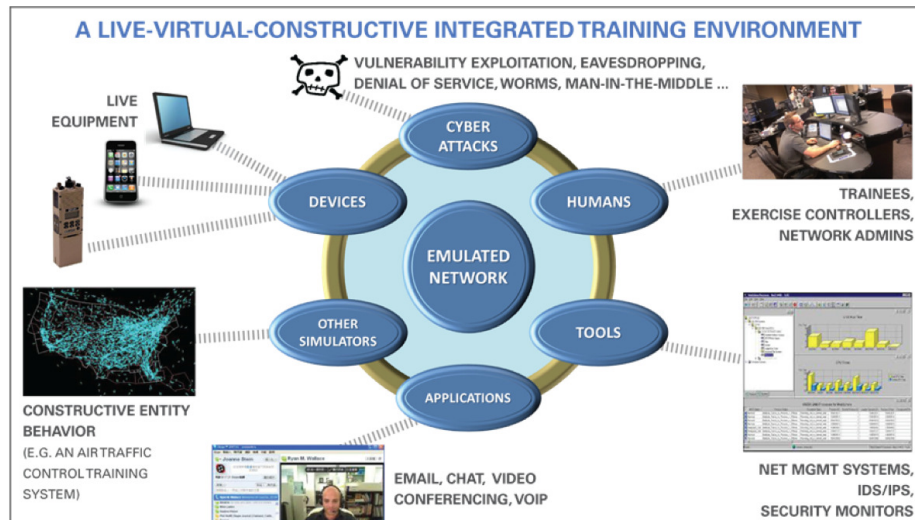 A LIVE-VIRTUAL-CONSTRUCTIVE INTEGRATED TRAINING ENVIRONMENT
VULNERABILITY EXPLOITATION, EAVESDROPPING,
DENIAL OF SERVICE, WORMS, MAN-IN-THE-MIDDLE ...
LIVE
EQUIPMENT
CYBER
ATTACKS
DEVICES
HUMANS
TRAINEES,
EXERCISE CONTROLLERS,
NETWORK ADMINS
EMULATED
NETWORK
OTHER
SIMULATORS
TOOLS
APPLICATIONS
CONSTRUCTIVE ENTITY
BEHAVIOR
(E.G. AN AIR TRAFFIC
CONTROL TRAINING
SYSTEM)
EMAIL, CHAT, VIDEO
CONFERENCING, VOIP
NET MGMT SYSTEMS,
IDS/IPS,
SECURITY MONITORS